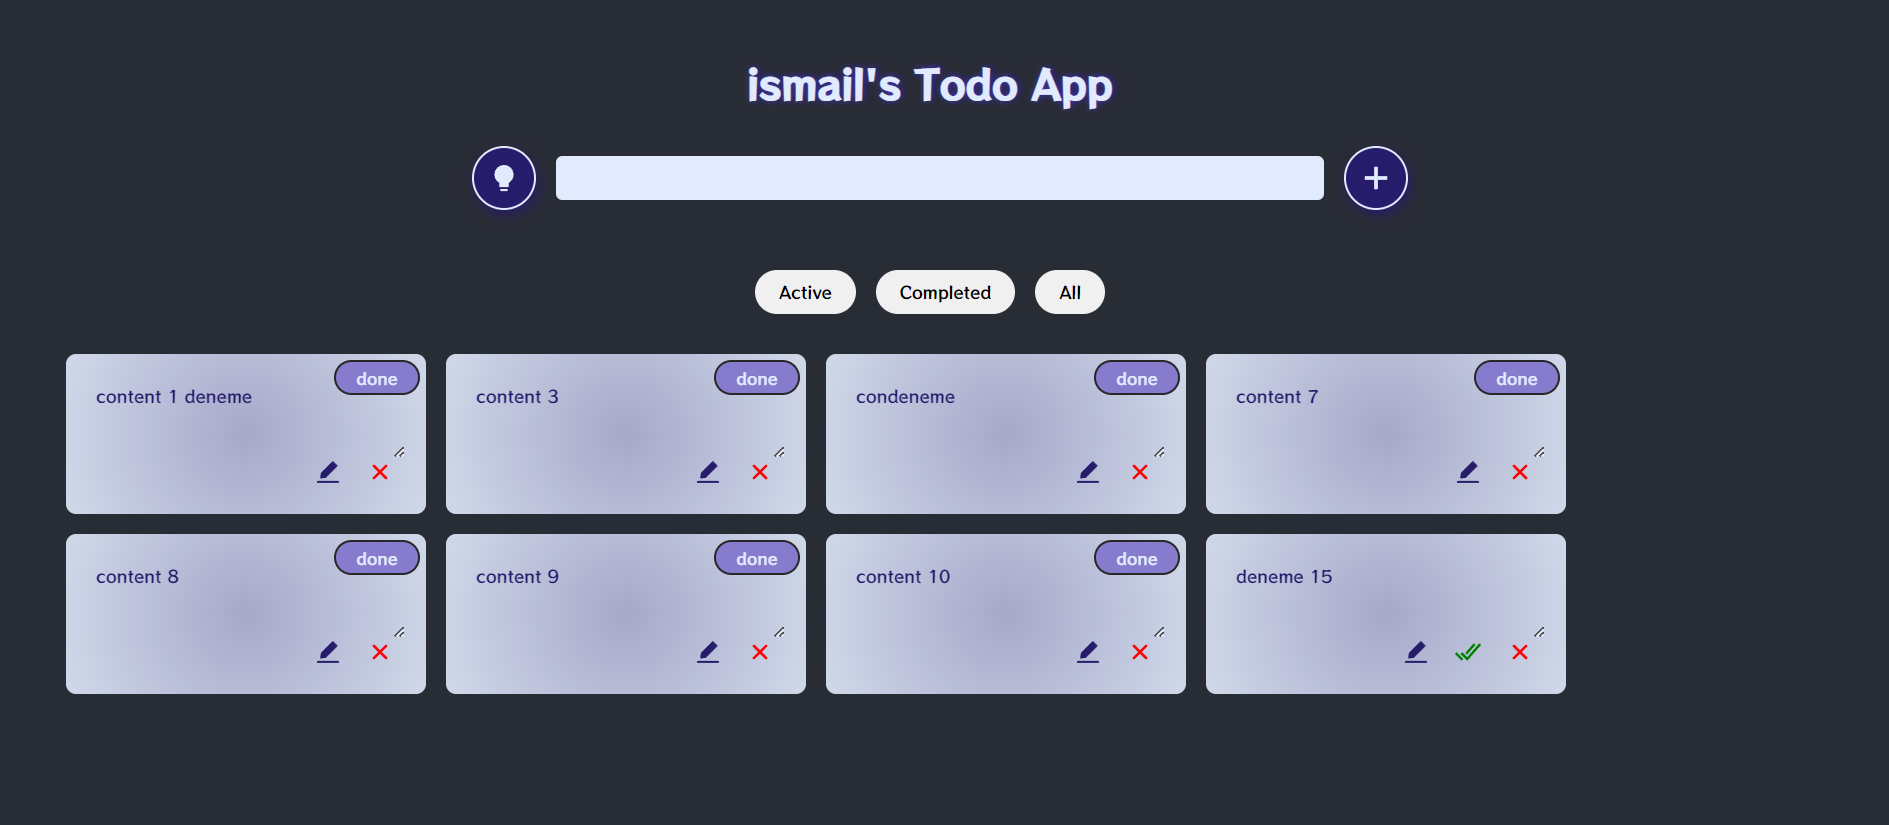 ismail's Todo App
Active
Completed
All
done
content 1 deneme
done
content 3
done
condeneme
done
content 7
done
content 8
done
content 9
done
content 10
deneme 15